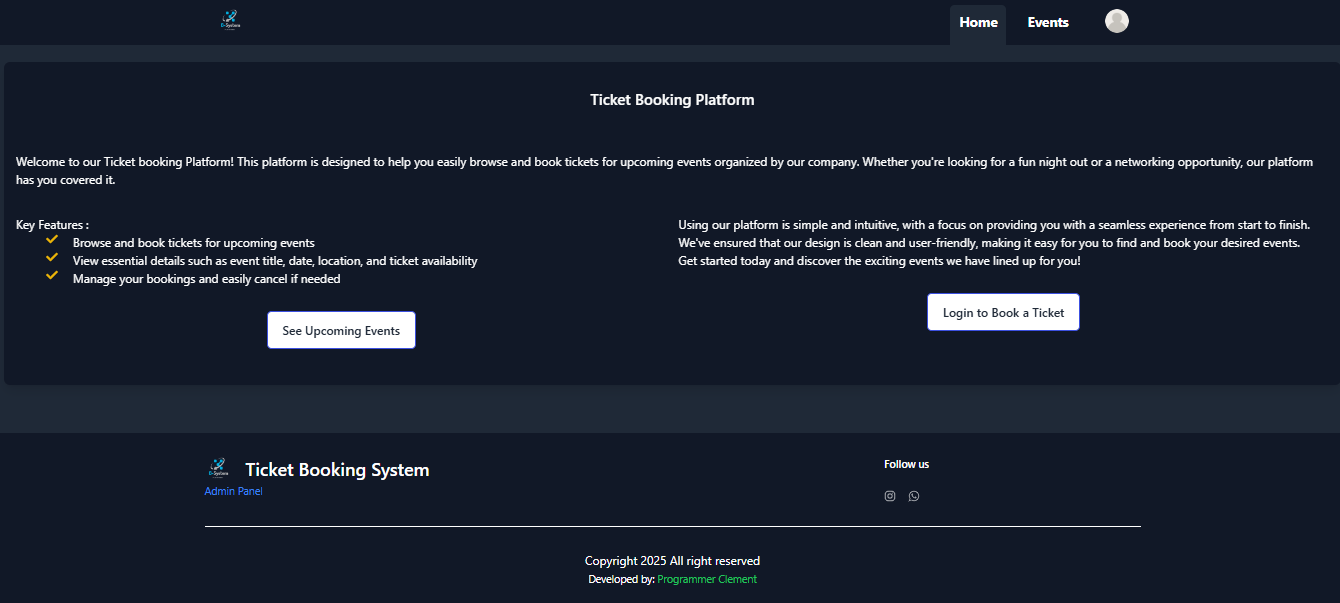 E-System
Home
Events
Ticket Booking Platform
Welcome to our Ticket booking Platform! This platform is designed to help you easily browse and book tickets for upcoming events organized by our company. Whether you're looking for a fun night out or a networking opportunity, our platform
has you covered it.
Key Features :
Browse and book tickets for upcoming events
View essential details such as event title, date, location, and ticket availability
Manage your bookings and easily cancel if needed
See Upcoming Events
Using our platform is simple and intuitive, with a focus on providing you with a seamless experience from start to finish.
We've ensured that our design is clean and user-friendly, making it easy for you to find and book your desired events.
Get started today and discover the exciting events we have lined up for you!
Login to Book a Ticket
E-System
Ticket Booking System
Admin Panel
Follow us
Copyright 2025 All right reserved
Developed by: Programmer Clement